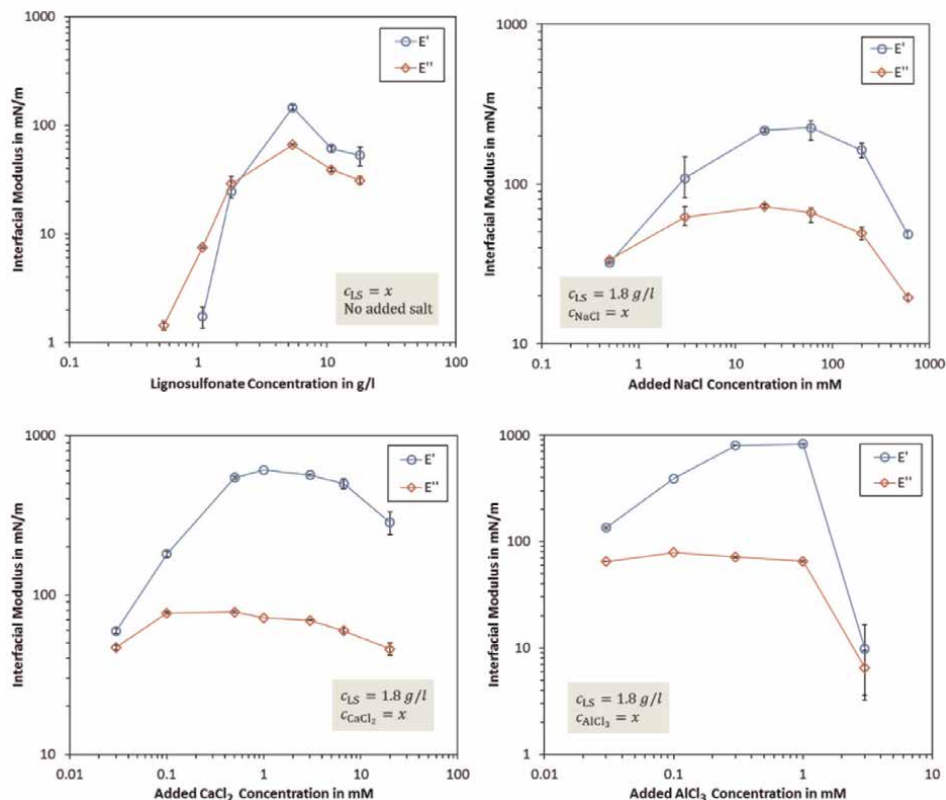 1000
100
10
1
0.1
1
10
100
Interfacial Modulus in mN/m
Lignosulfonate Concentration in g/l
E'
E''
c_LS = x
No added salt
1000
100
10
0.1
1
10
100
1000
Interfacial Modulus in mN/m
Added NaCl Concentration in mM
E'
E''
c_LS = 1.8 g/l
c_NaCl = x
1000
100
10
0.01
0.1
1
10
100
Interfacial Modulus in mN/m
Added CaCl₂ Concentration in mM
E'
E''
c_LS = 1.8 g/l
c_CaCl₂ = x
1000
100
10
1
0.01
0.1
1
10
Interfacial Modulus in mN/m
Added AlCl₃ Concentration in mM
E'
E''
c_LS = 1.8 g/l
c_AlCl₃ = x